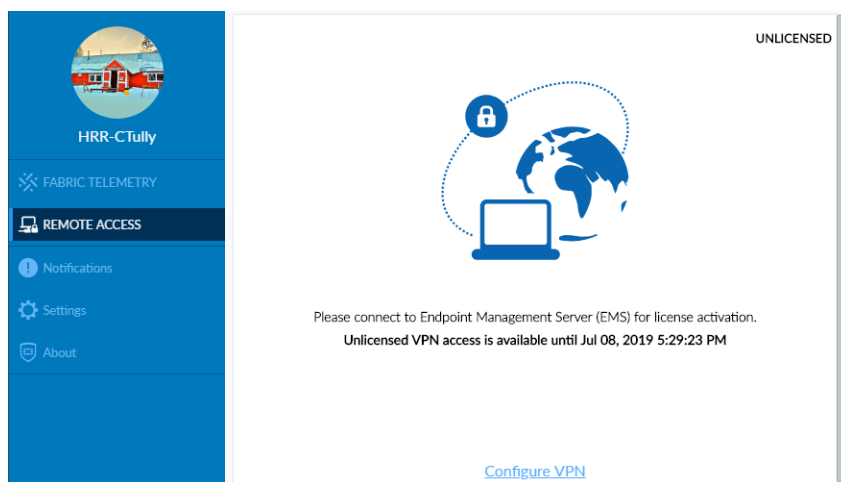 UNLICENSED
HRR-CTully
FABRIC TELEMETRY
REMOTE ACCESS
Notifications
Settings
About
Please connect to Endpoint Management Server (EMS) for license activation.
Unlicensed VPN access is available until Jul 08, 2019 5:29:23 PM
Configure VPN